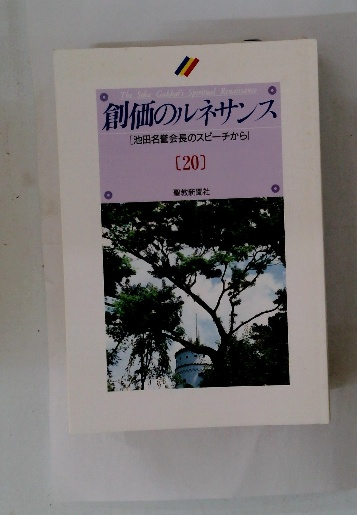 The Soka Gakkai's Spiritual Renaissance
創価のルネサンス
[池田名誉会長のスピーチから]
[20]
聖教新聞社